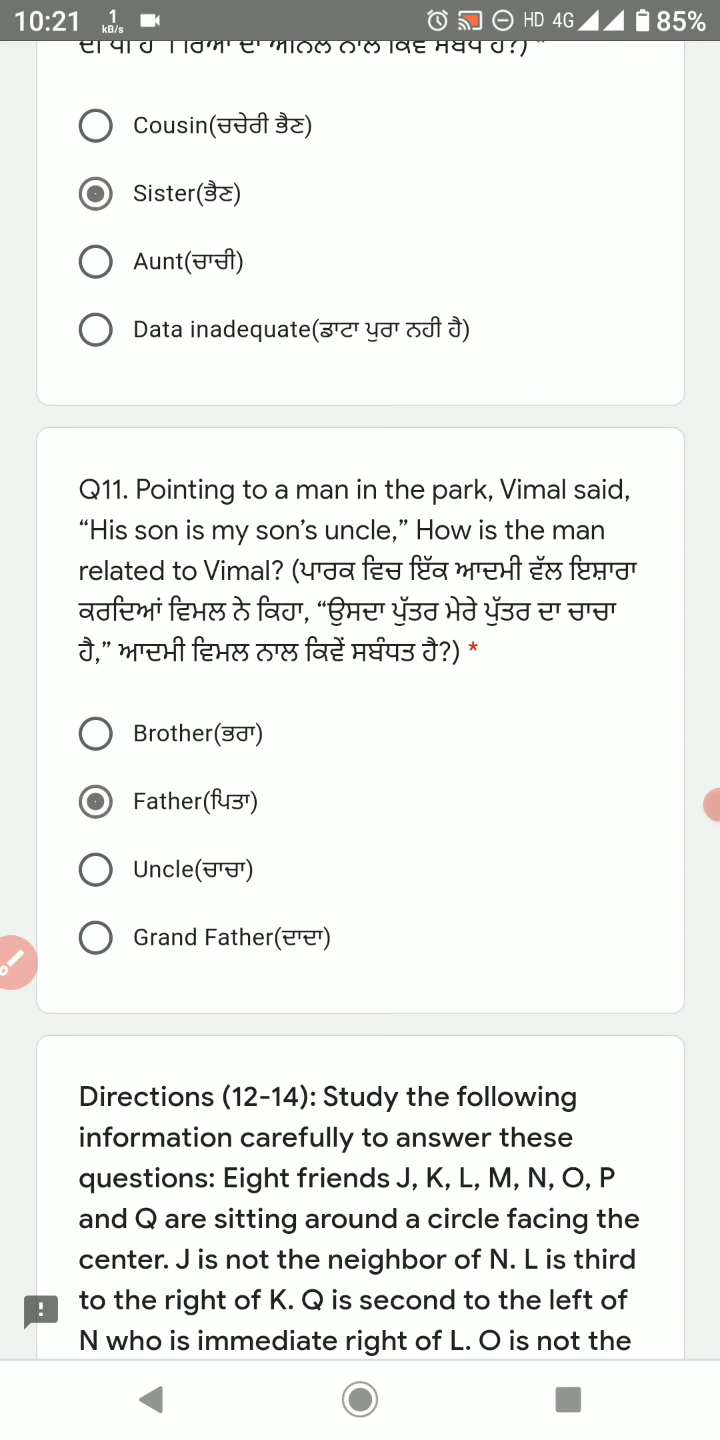 10:21 1 kB/s HD 4G 85%
Cousin(ਚਚੇਰੀ ਭੈਣ)
Sister(ਭੈਣ)
Aunt(ਚਾਚੀ)
Data inadequate(ਡਾਟਾ ਪੁਰਾ ਨਹੀ ਹੈ)
Q11. Pointing to a man in the park, Vimal said,
“His son is my son’s uncle,” How is the man
related to Vimal? (ਪਾਰਕ ਵਿਚ ਇੱਕ ਆਦਮੀ ਵੱਲ ਇਸ਼ਾਰਾ
ਕਰਦਿਆਂ ਵਿਮਲ ਨੇ ਕਿਹਾ, “ਉਸਦਾ ਪੁੱਤਰ ਮੇਰੇ ਪੁੱਤਰ ਦਾ ਚਾਚਾ
ਹੈ,” ਆਦਮੀ ਵਿਮਲ ਨਾਲ ਕਿਵੇਂ ਸਬੰਧਤ ਹੈ?) *
Brother(ਭਰਾ)
Father(ਪਿਤਾ)
Uncle(ਚਾਚਾ)
Grand Father(ਦਾਦਾ)
Directions (12-14): Study the following
information carefully to answer these
questions: Eight friends J, K, L, M, N, O, P
and Q are sitting around a circle facing the
center. J is not the neighbor of N. L is third
to the right of K. Q is second to the left of
N who is immediate right of L. O is not the